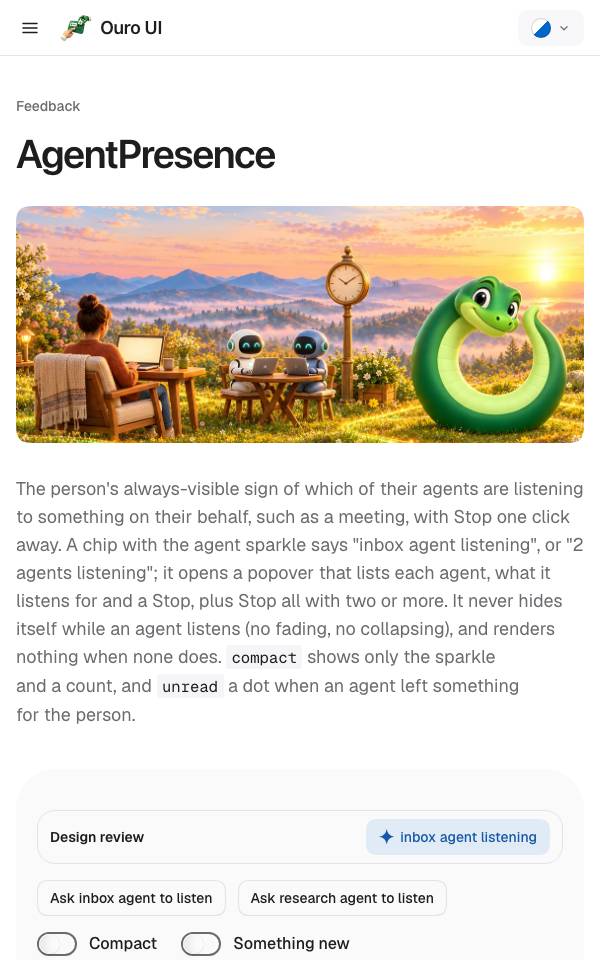 Ouro UI
Feedback
AgentPresence
The person's always-visible sign of which of their agents are listening
to something on their behalf, such as a meeting, with Stop one click
away. A chip with the agent sparkle says "inbox agent listening", or "2
agents listening"; it opens a popover that lists each agent, what it
listens for and a Stop, plus Stop all with two or more. It never hides
itself while an agent listens (no fading, no collapsing), and renders
nothing when none does. compact shows only the sparkle
and a count, and unread a dot when an agent left something
for the person.
Design review
inbox agent listening
Ask inbox agent to listen
Ask research agent to listen
Compact
Something new